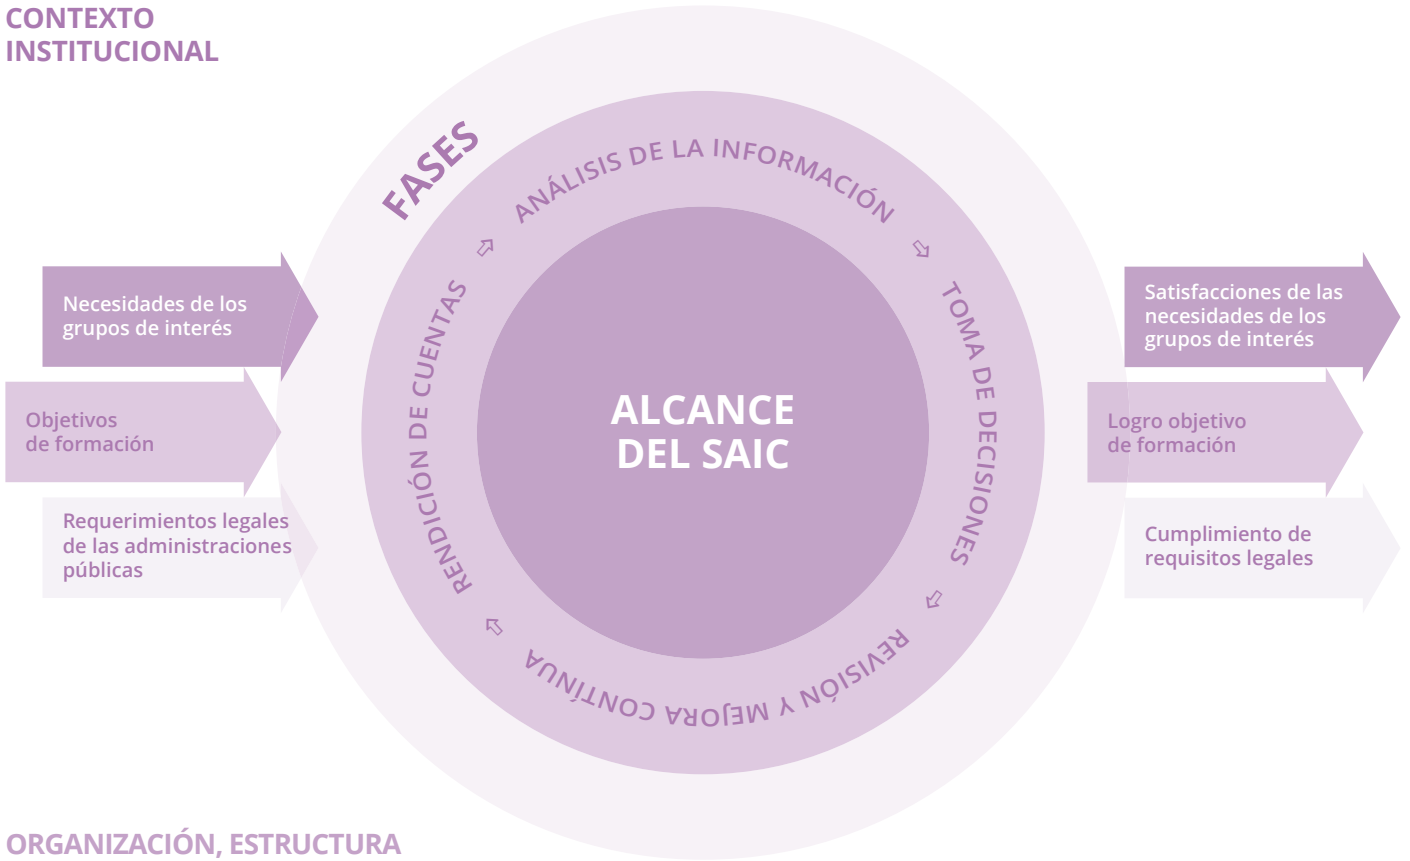 CONTEXTO
INSTITUCIONAL
FASES
ANÁLISIS DE LA INFORMACIÓN
TOMA DE DECISIONES
REVISIÓN Y MEJORA CONTÍNUA
RENDICIÓN DE CUENTAS
ALCANCE
DEL SAIC
Necesidades de los
grupos de interés
Objetivos
de formación
Requerimientos legales
de las administraciones
públicas
Satisfacciones de las
necesidades de los
grupos de interés
Logro objetivo
de formación
Cumplimiento de
requisitos legales
ORGANIZACIÓN, ESTRUCTURA